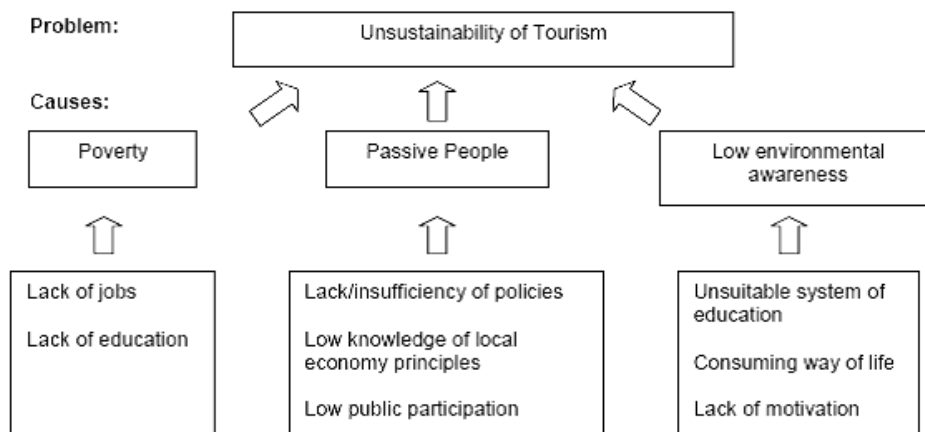 Problem:
Unsustainability of Tourism
Causes:
Poverty
Passive People
Low environmental
awareness
Lack of jobs
Lack of education
Lack/insufficiency of policies
Low knowledge of local
economy principles
Low public participation
Unsuitable system of
education
Consuming way of life
Lack of motivation